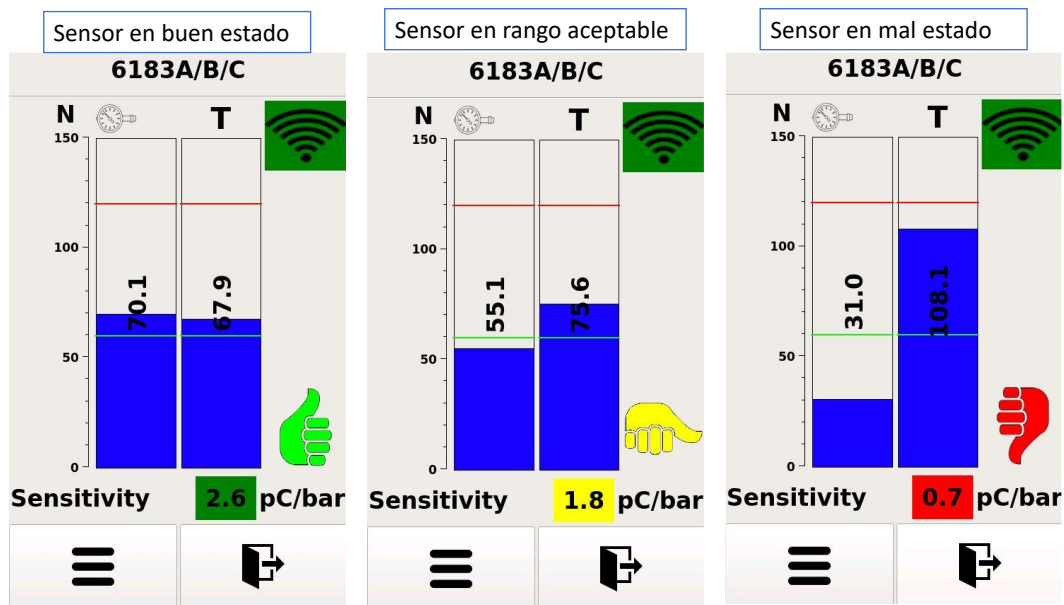 Sensor en buen estado
6183A/B/C
N T
150
100
50
0
70.1
67.9
Sensitivity 2.6 pC/bar
Sensor en rango aceptable
6183A/B/C
N T
150
100
50
0
55.1
75.6
Sensitivity 1.8 pC/bar
Sensor en mal estado
6183A/B/C
N T
150
100
50
0
31.0
108.1
Sensitivity 0.7 pC/bar